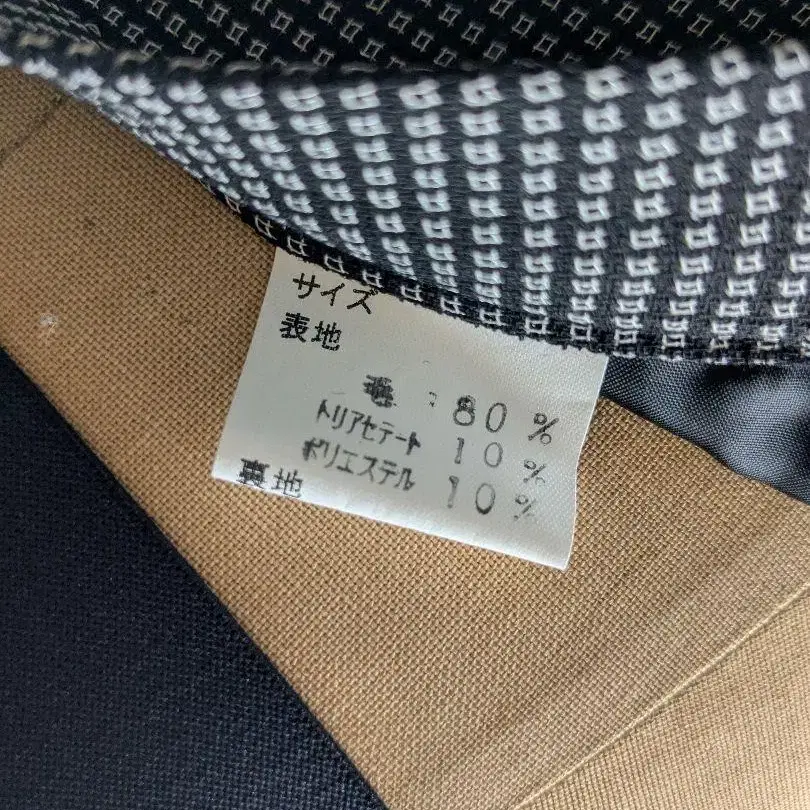 サイズ
表地
毛 : 80 %
トリアセテート 10 %
ポリエステル 10 %
裏地